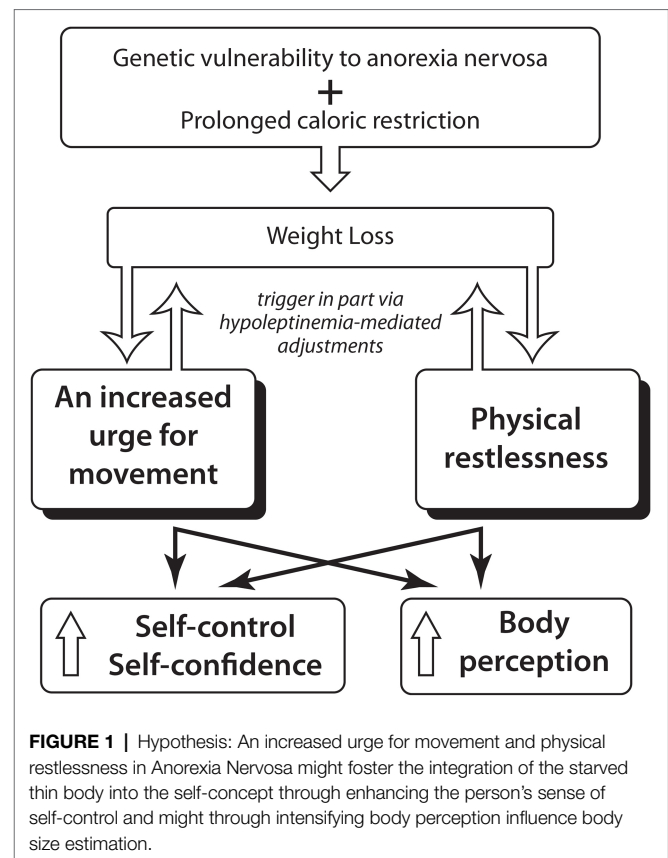 Genetic vulnerability to anorexia nervosa
+
Prolonged caloric restriction
Weight Loss
trigger in part via
hypoleptinemia-mediated
adjustments
An increased
urge for
movement
Physical
restlessness
Self-control
Self-confidence
Body
perception
FIGURE 1 | Hypothesis: An increased urge for movement and physical
restlessness in Anorexia Nervosa might foster the integration of the starved
thin body into the self-concept through enhancing the person’s sense of
self-control and might through intensifying body perception influence body
size estimation.